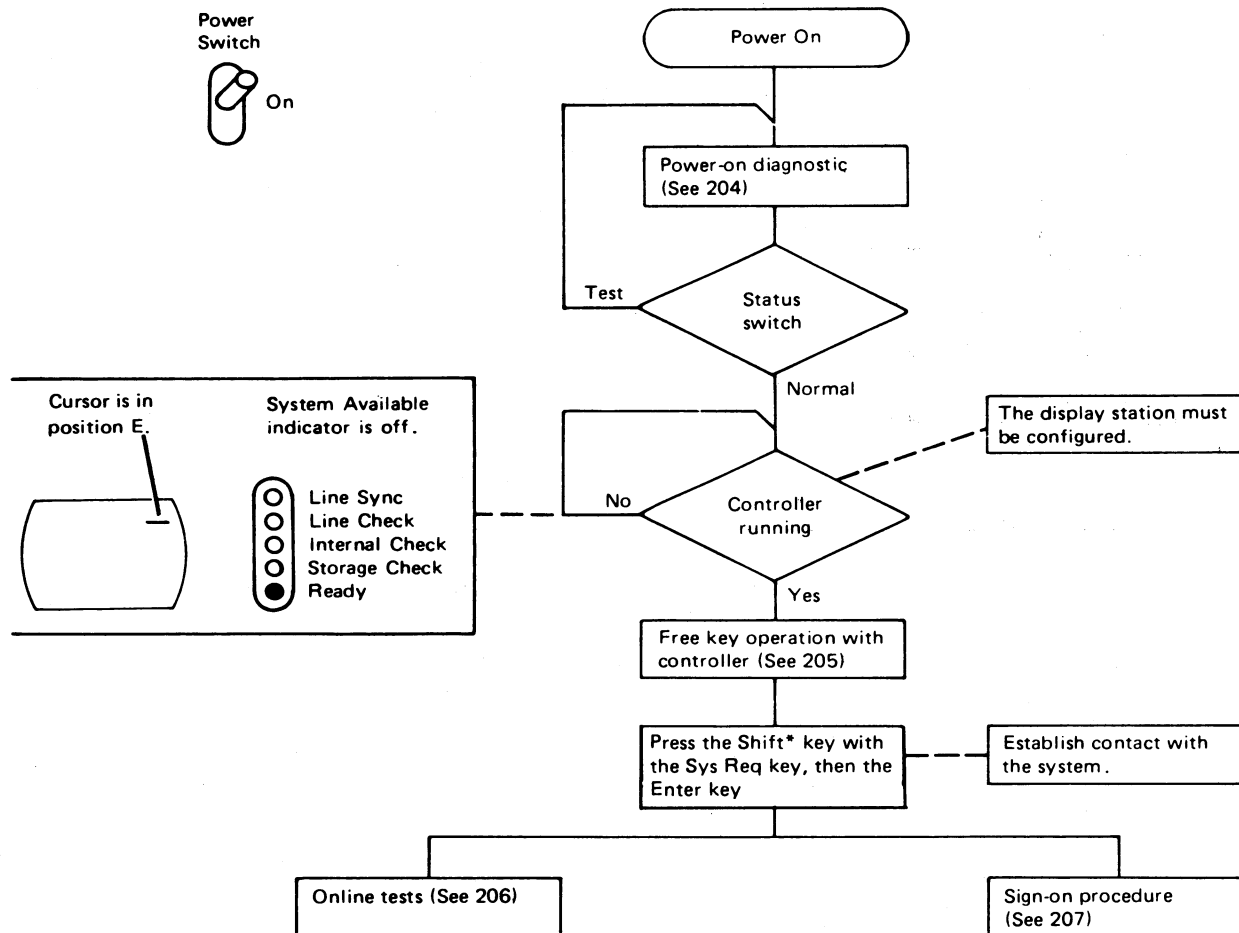 Power
Switch
On
Power On
Power-on diagnostic
(See 204)
Test
Status
switch
Normal
Cursor is in
position E.
System Available
indicator is off.
Line Sync
Line Check
Internal Check
Storage Check
Ready
The display station must
be configured.
No
Controller
running
Yes
Free key operation with
controller (See 205)
Press the Shift* key with
the Sys Req key, then the
Enter key
Establish contact with
the system.
Online tests (See 206)
Sign-on procedure
(See 207)